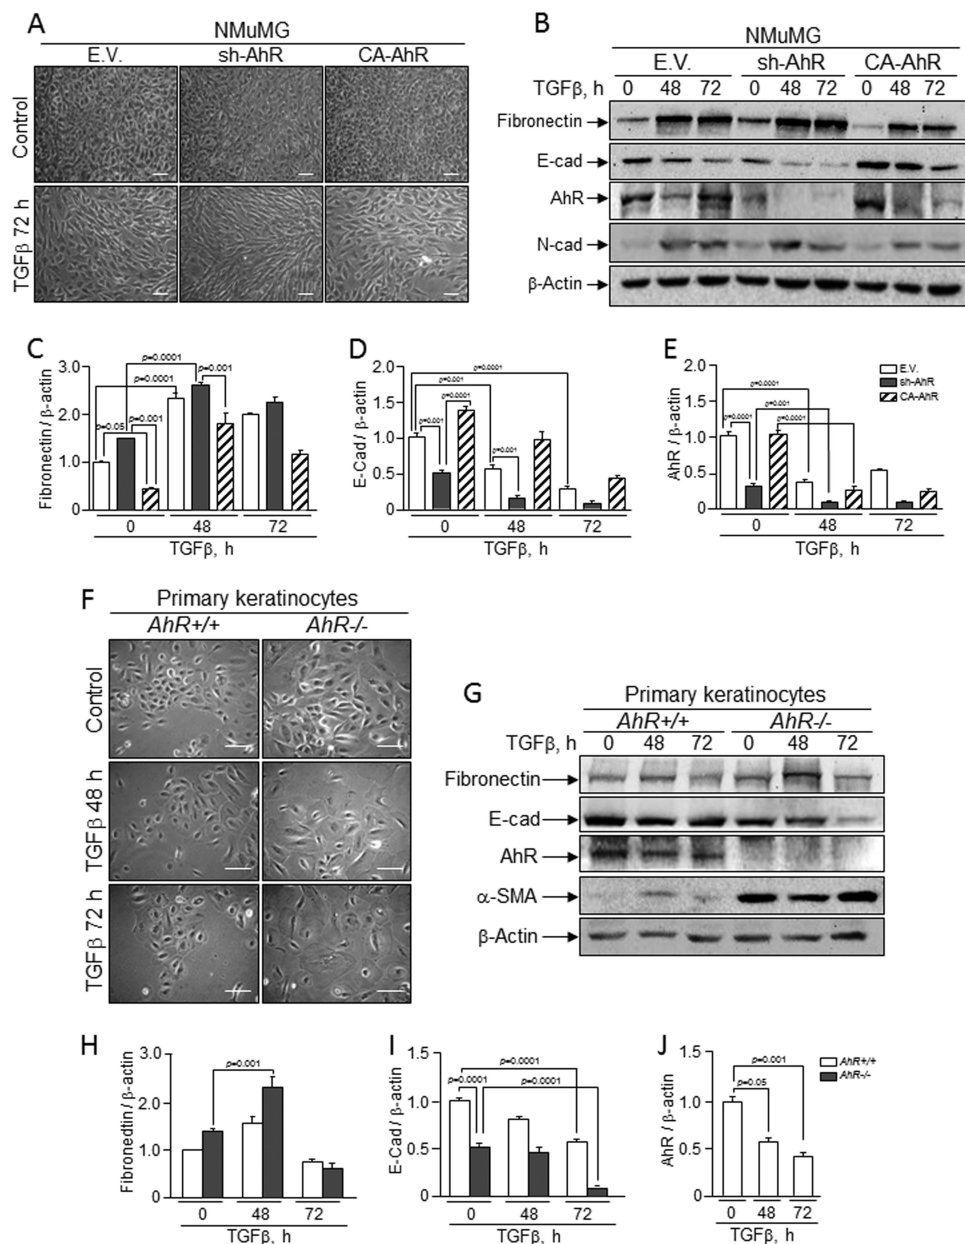 A
NMuMG
E.V. sh-AhR CA-AhR
Control
TGFβ 72 h
B
NMuMG
E.V. sh-AhR CA-AhR
TGFβ, h 0 48 72 0 48 72 0 48 72
Fibronectin
E-cad
AhR
N-cad
β-Actin
C
Fibronectin / β-actin
3.0
2.0
1.0
0
p=0.0001
p=0.0001
p=0.001
p=0.05
p=0.001
0 48 72
TGFβ, h
D
E-Cad / β-actin
2.0
1.5
1.0
0.5
0
p=0.0001
p=0.001
p=0.0001
p=0.001
p=0.001
0 48 72
TGFβ, h
E
AhR / β-actin
2.0
1.5
1.0
0.5
0
p=0.001
p=0.001
p=0.0001
p=0.0001
E.V.
sh-AhR
CA-AhR
0 48 72
TGFβ, h
F
Primary keratinocytes
AhR+/+ AhR-/-
Control
TGFβ 48 h
TGFβ 72 h
G
Primary keratinocytes
AhR+/+ AhR-/-
TGFβ, h 0 48 72 0 48 72
Fibronectin
E-cad
AhR
α-SMA
β-Actin
H
Fibronedtin / β-actin
3.0
2.0
1.0
0
p=0.001
0 48 72
TGFβ, h
I
E-Cad / β-actin
1.5
1.0
0.5
0
p=0.0001
p=0.0001
p=0.0001
0 48 72
TGFβ, h
J
AhR / β-actin
1.5
1.0
0.5
0
p=0.001
p=0.05
AhR+/+
AhR-/-
0 48 72
TGFβ, h